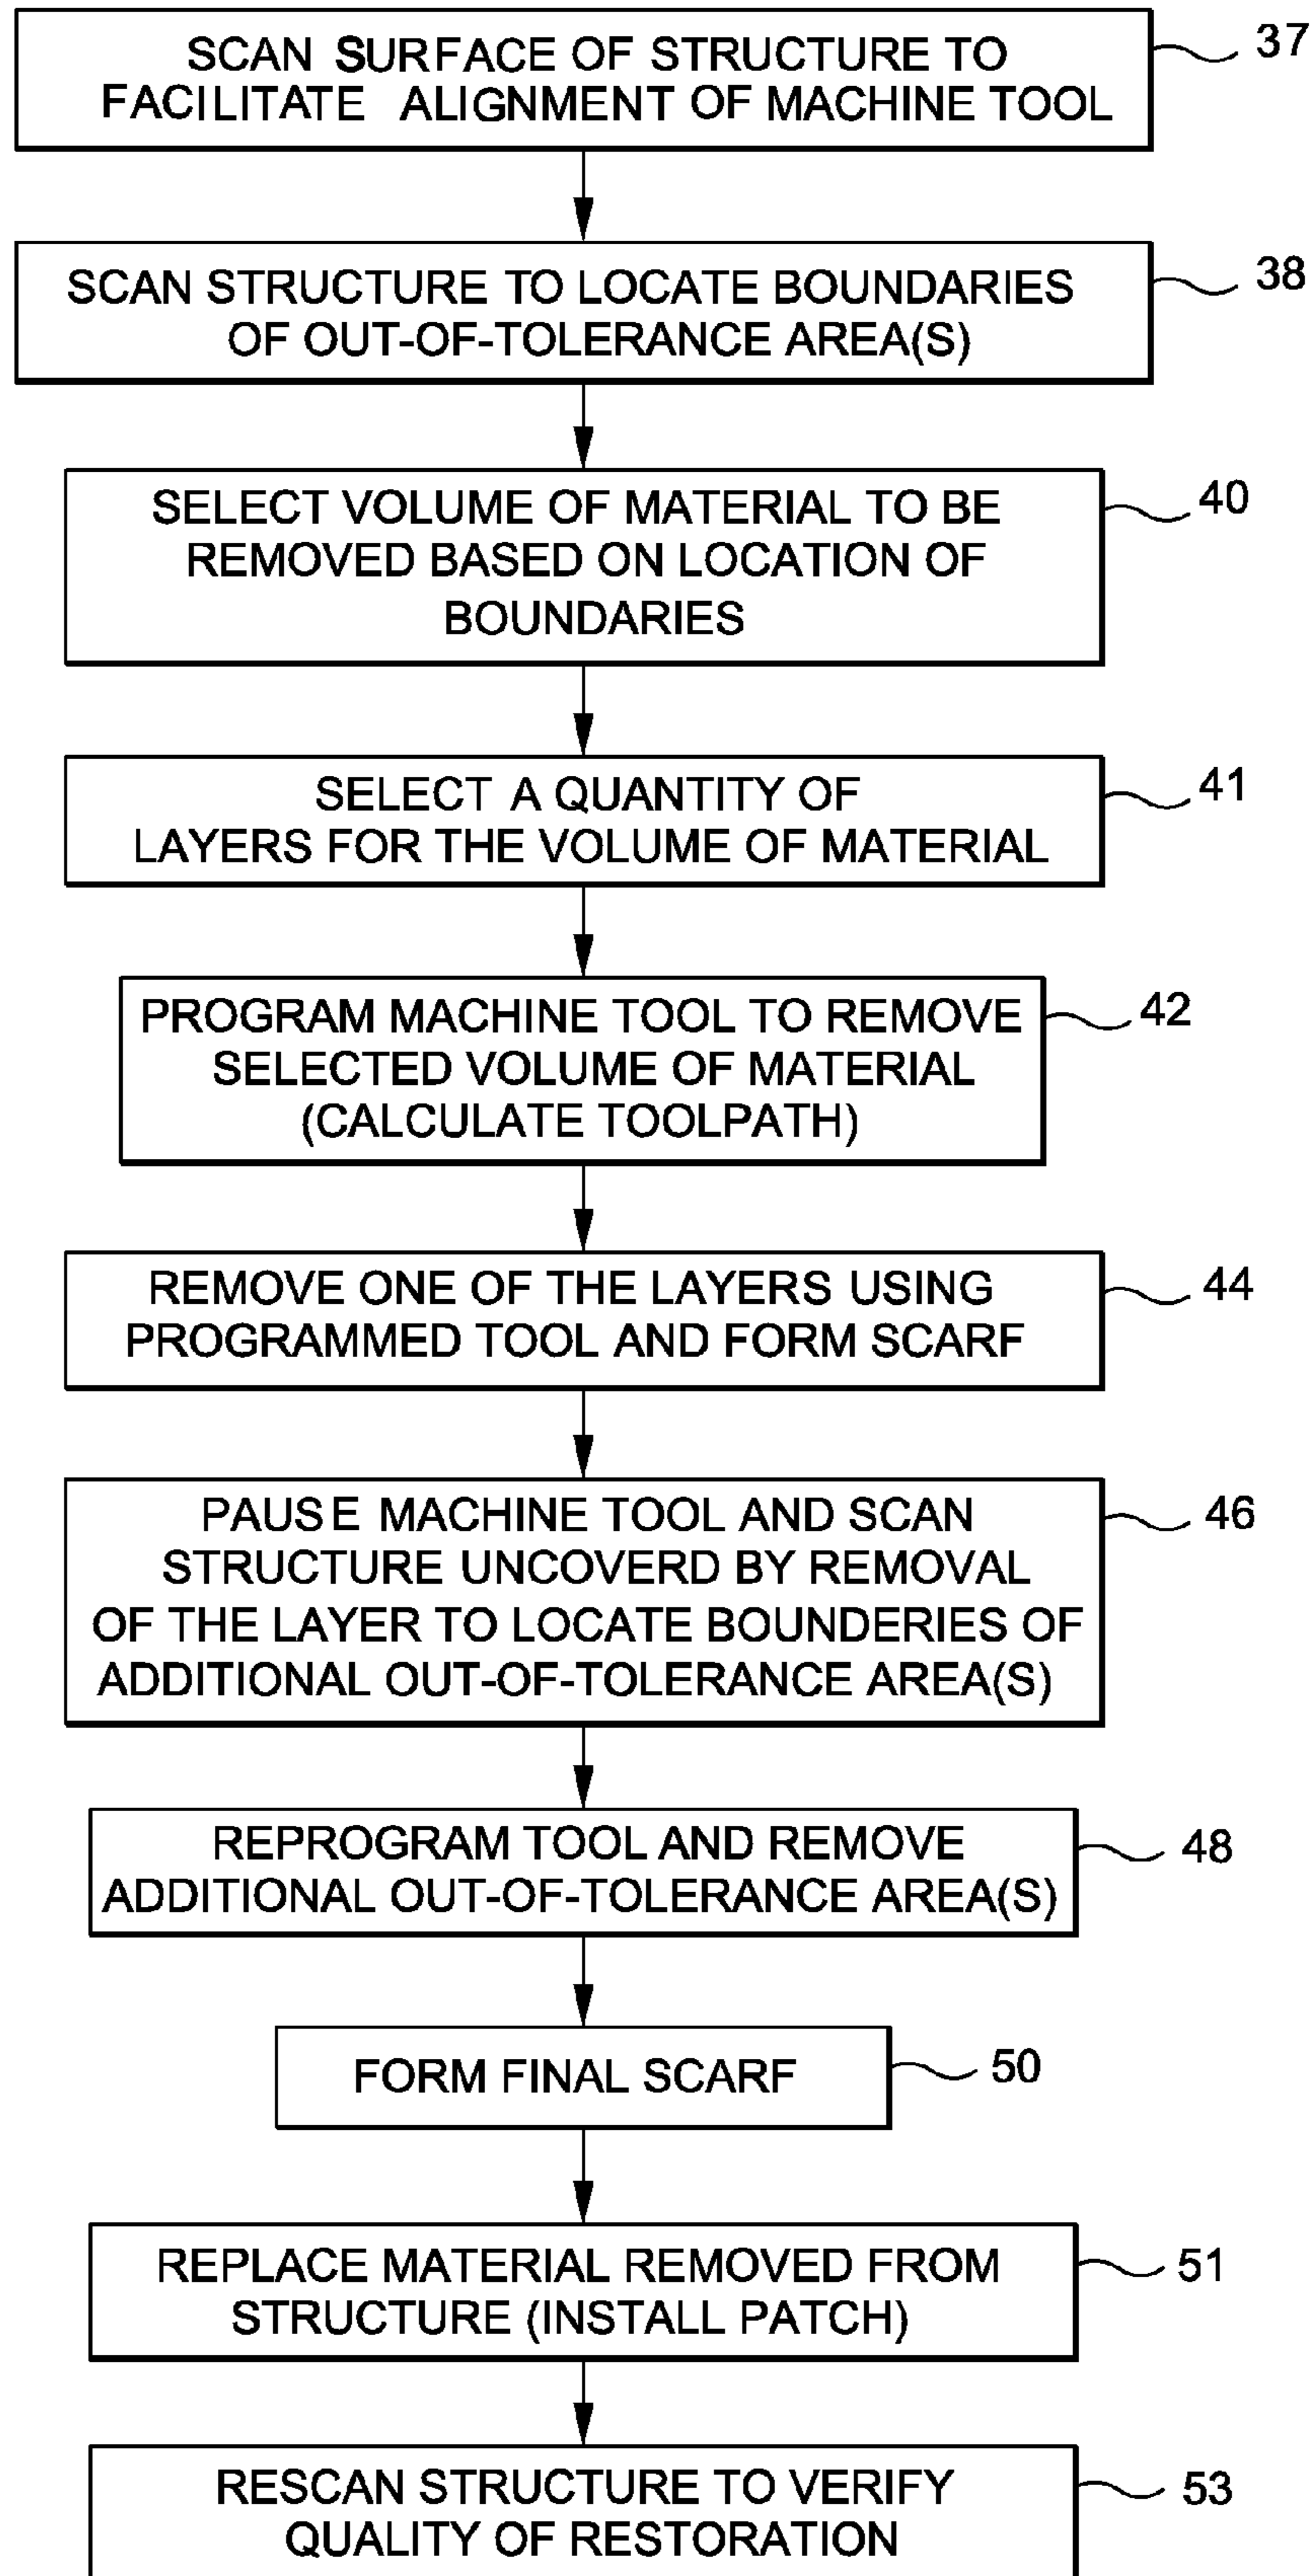 SCAN SURFACE OF STRUCTURE TO
FACILITATE ALIGNMENT OF MACHINE TOOL
37
SCAN STRUCTURE TO LOCATE BOUNDARIES
OF OUT-OF-TOLERANCE AREA(S)
38
SELECT VOLUME OF MATERIAL TO BE
REMOVED BASED ON LOCATION OF
BOUNDARIES
40
SELECT A QUANTITY OF
LAYERS FOR THE VOLUME OF MATERIAL
41
PROGRAM MACHINE TOOL TO REMOVE
SELECTED VOLUME OF MATERIAL
(CALCULATE TOOLPATH)
42
REMOVE ONE OF THE LAYERS USING
PROGRAMMED TOOL AND FORM SCARF
44
PAUSE MACHINE TOOL AND SCAN
STRUCTURE UNCOVERD BY REMOVAL
OF THE LAYER TO LOCATE BOUNDERIES OF
ADDITIONAL OUT-OF-TOLERANCE AREA(S)
46
REPROGRAM TOOL AND REMOVE
ADDITIONAL OUT-OF-TOLERANCE AREA(S)
48
FORM FINAL SCARF
50
REPLACE MATERIAL REMOVED FROM
STRUCTURE (INSTALL PATCH)
51
RESCAN STRUCTURE TO VERIFY
QUALITY OF RESTORATION
53